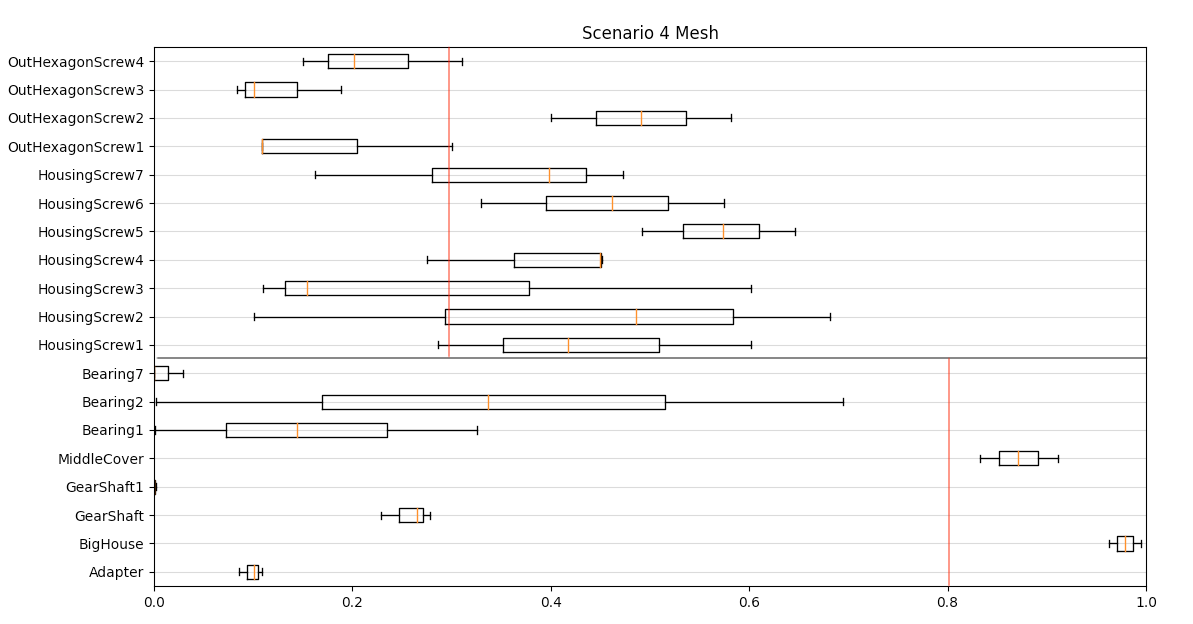 Scenario 4 Mesh
OutHexagonScrew4
OutHexagonScrew3
OutHexagonScrew2
OutHexagonScrew1
HousingScrew7
HousingScrew6
HousingScrew5
HousingScrew4
HousingScrew3
HousingScrew2
HousingScrew1
Bearing7
Bearing2
Bearing1
MiddleCover
GearShaft1
GearShaft
BigHouse
Adapter
0.0 0.2 0.4 0.6 0.8 1.0